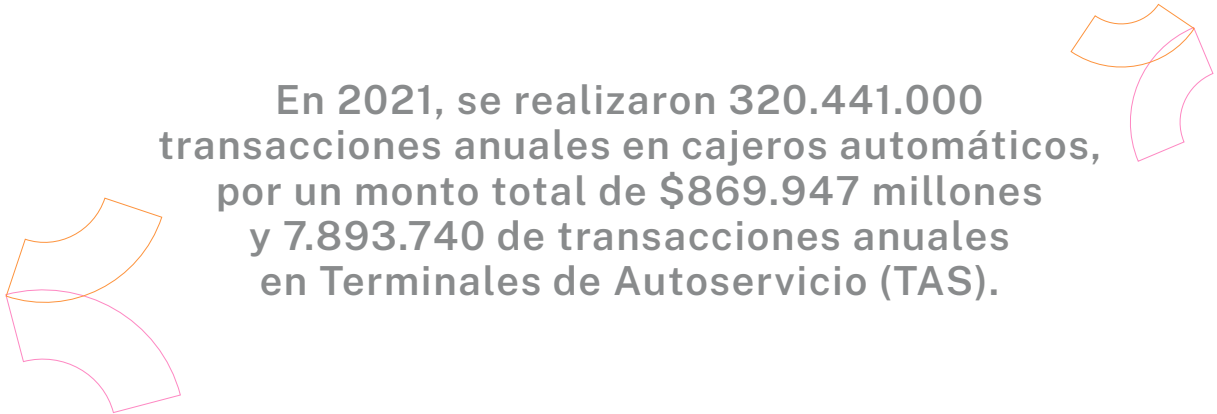 En 2021, se realizaron 320.441.000
transacciones anuales en cajeros automáticos,
por un monto total de $869.947 millones
y 7.893.740 de transacciones anuales
en Terminales de Autoservicio (TAS).